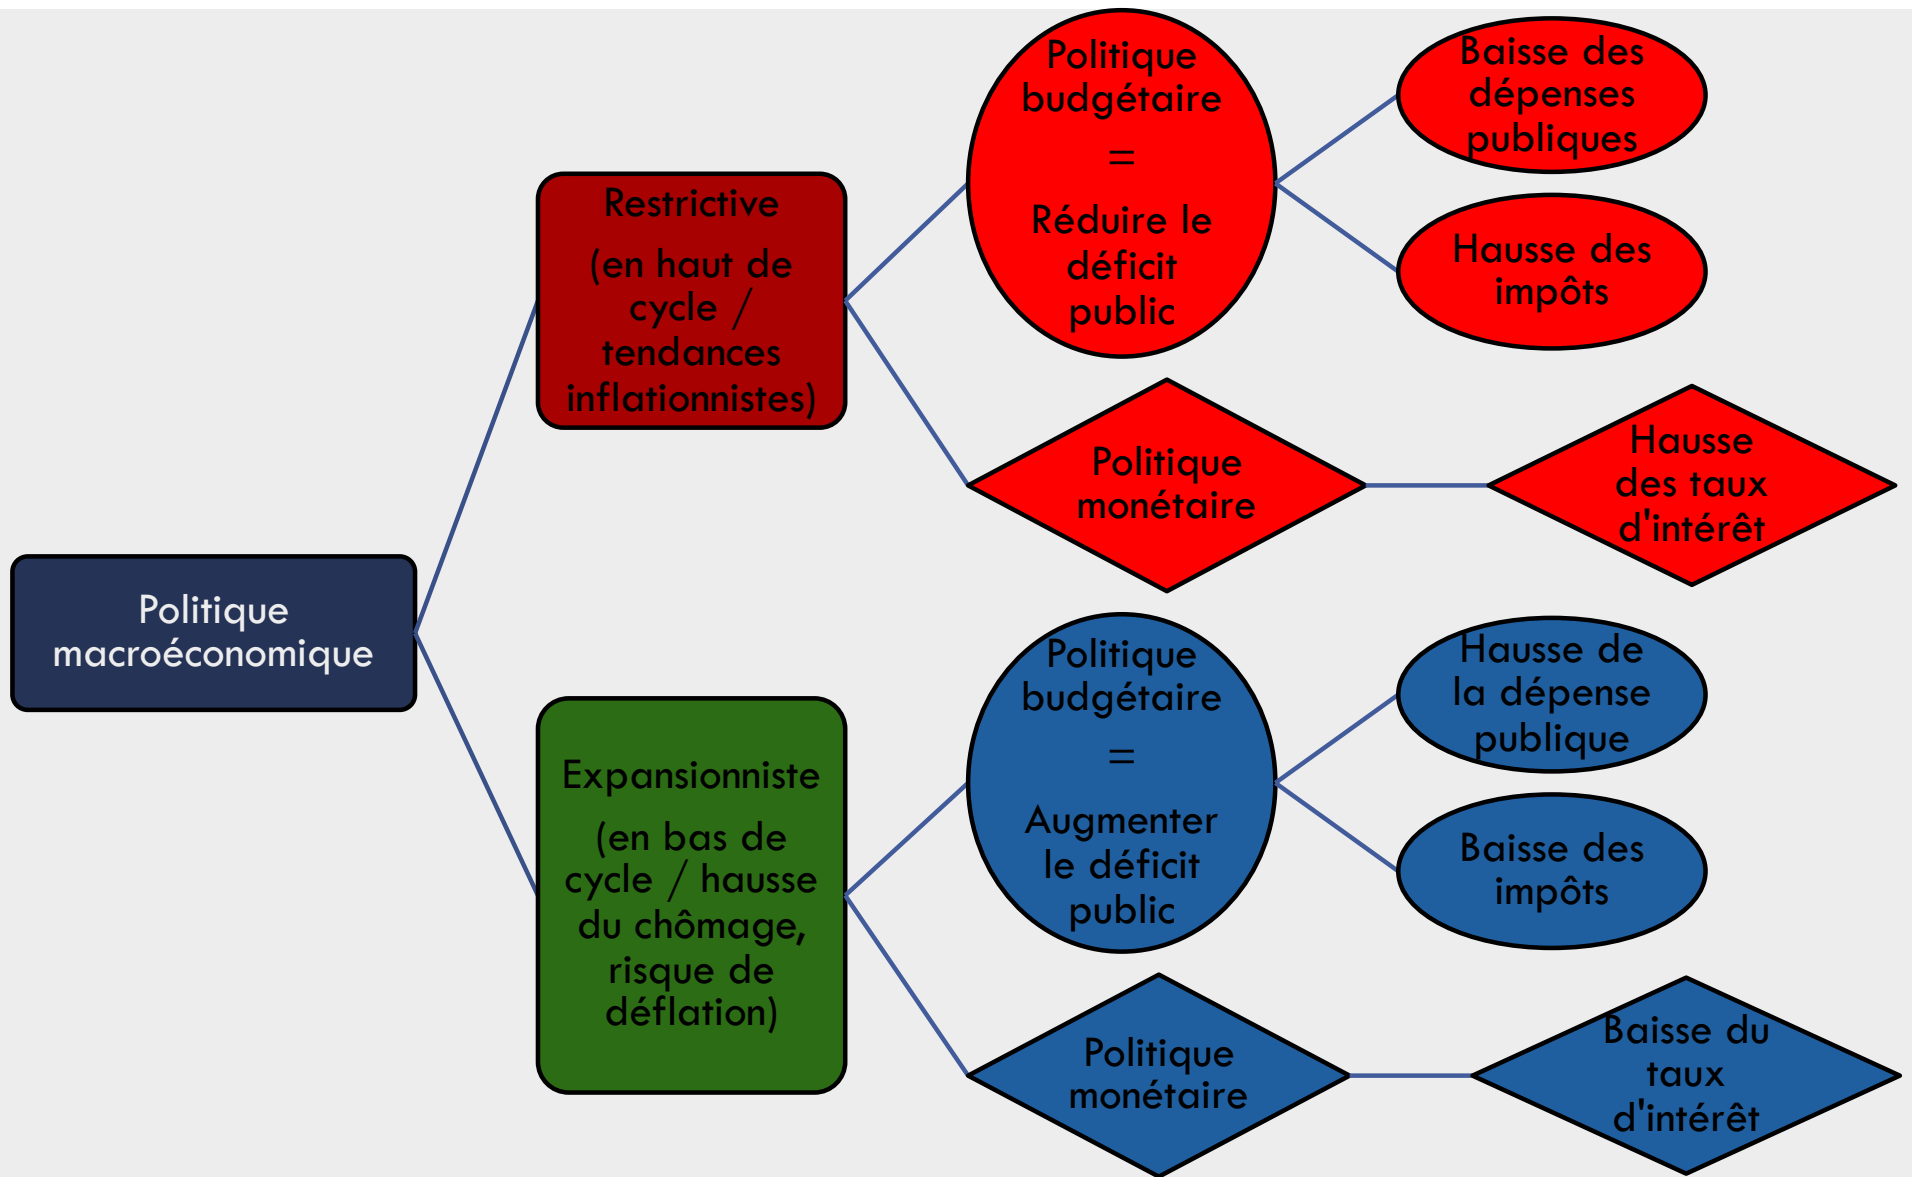 Politique
macroéconomique
Restrictive
(en haut de
cycle /
tendances
inflationnistes)
Politique
budgétaire
=
Réduire le
déficit
public
Baisse des
dépenses
publiques
Hausse des
impôts
Politique
monétaire
Hausse
des taux
d'intérêt
Expansionniste
(en bas de
cycle / hausse
du chômage,
risque de
déflation)
Politique
budgétaire
=
Augmenter
le déficit
public
Hausse de
la dépense
publique
Baisse des
impôts
Politique
monétaire
Baisse du
taux
d'intérêt